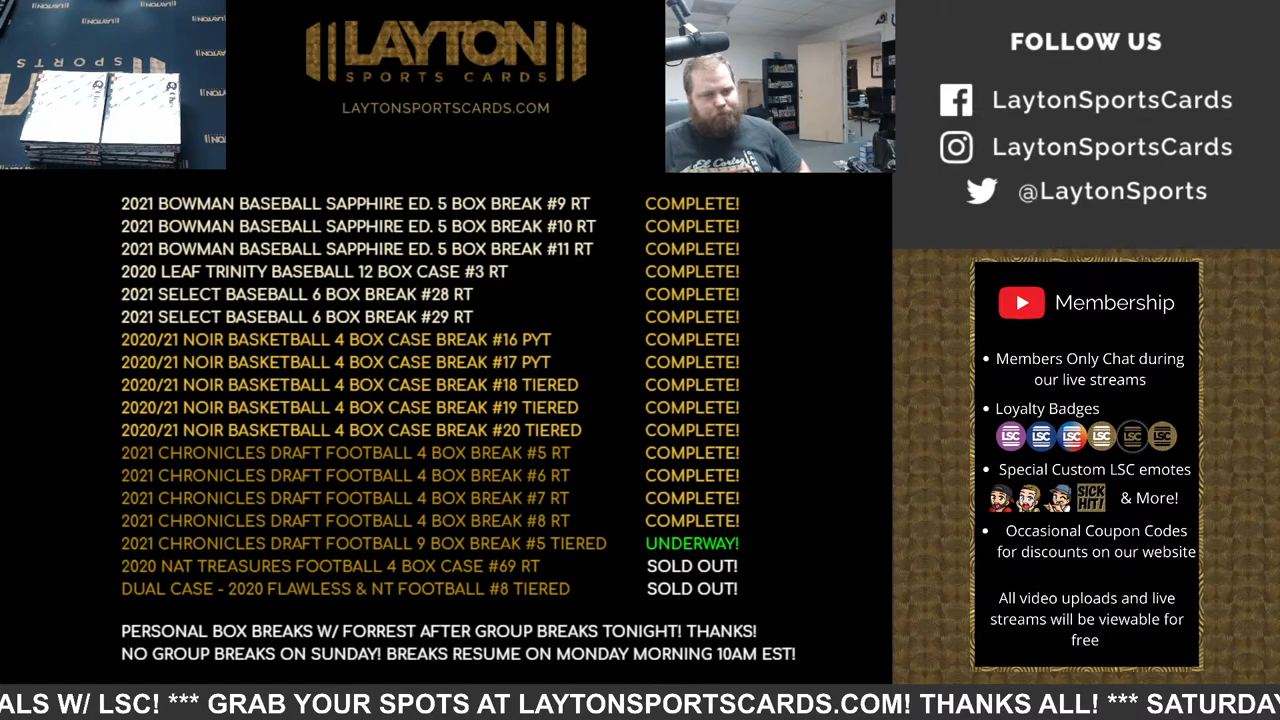 LAYTON
SPORTS CARDS
LAYTONSPORTSCARDS.COM
FOLLOW US
LaytonSportsCards
LaytonSportsCards
@LaytonSports
2021 BOWMAN BASEBALL SAPPHIRE ED. 5 BOX BREAK #9 RT COMPLETE!
2021 BOWMAN BASEBALL SAPPHIRE ED. 5 BOX BREAK #10 RT COMPLETE!
2021 BOWMAN BASEBALL SAPPHIRE ED. 5 BOX BREAK #11 RT COMPLETE!
2020 LEAF TRINITY BASEBALL 12 BOX CASE #3 RT COMPLETE!
2021 SELECT BASEBALL 6 BOX BREAK #28 RT COMPLETE!
2021 SELECT BASEBALL 6 BOX BREAK #29 RT COMPLETE!
2020/21 NOIR BASKETBALL 4 BOX CASE BREAK #16 PYT COMPLETE!
2020/21 NOIR BASKETBALL 4 BOX CASE BREAK #17 PYT COMPLETE!
2020/21 NOIR BASKETBALL 4 BOX CASE BREAK #18 TIERED COMPLETE!
2020/21 NOIR BASKETBALL 4 BOX CASE BREAK #19 TIERED COMPLETE!
2020/21 NOIR BASKETBALL 4 BOX CASE BREAK #20 TIERED COMPLETE!
2021 CHRONICLES DRAFT FOOTBALL 4 BOX BREAK #5 RT COMPLETE!
2021 CHRONICLES DRAFT FOOTBALL 4 BOX BREAK #6 RT COMPLETE!
2021 CHRONICLES DRAFT FOOTBALL 4 BOX BREAK #7 RT COMPLETE!
2021 CHRONICLES DRAFT FOOTBALL 4 BOX BREAK #8 RT COMPLETE!
2021 CHRONICLES DRAFT FOOTBALL 9 BOX BREAK #5 TIERED UNDERWAY!
2020 NAT TREASURES FOOTBALL 4 BOX CASE #69 RT SOLD OUT!
DUAL CASE - 2020 FLAWLESS & NT FOOTBALL #8 TIERED SOLD OUT!
PERSONAL BOX BREAKS W/ FORREST AFTER GROUP BREAKS TONIGHT! THANKS!
NO GROUP BREAKS ON SUNDAY! BREAKS RESUME ON MONDAY MORNING 10AM EST!
Membership
• Members Only Chat during
our live streams
• Loyalty Badges
LSC LSC LSC LSC LSC LSC
• Special Custom LSC emotes
SICK HIT! & More!
• Occasional Coupon Codes
for discounts on our website
All video uploads and live
streams will be viewable for
free
ALS W/ LSC! *** GRAB YOUR SPOTS AT LAYTONSPORTSCARDS.COM! THANKS ALL! *** SATURDAY